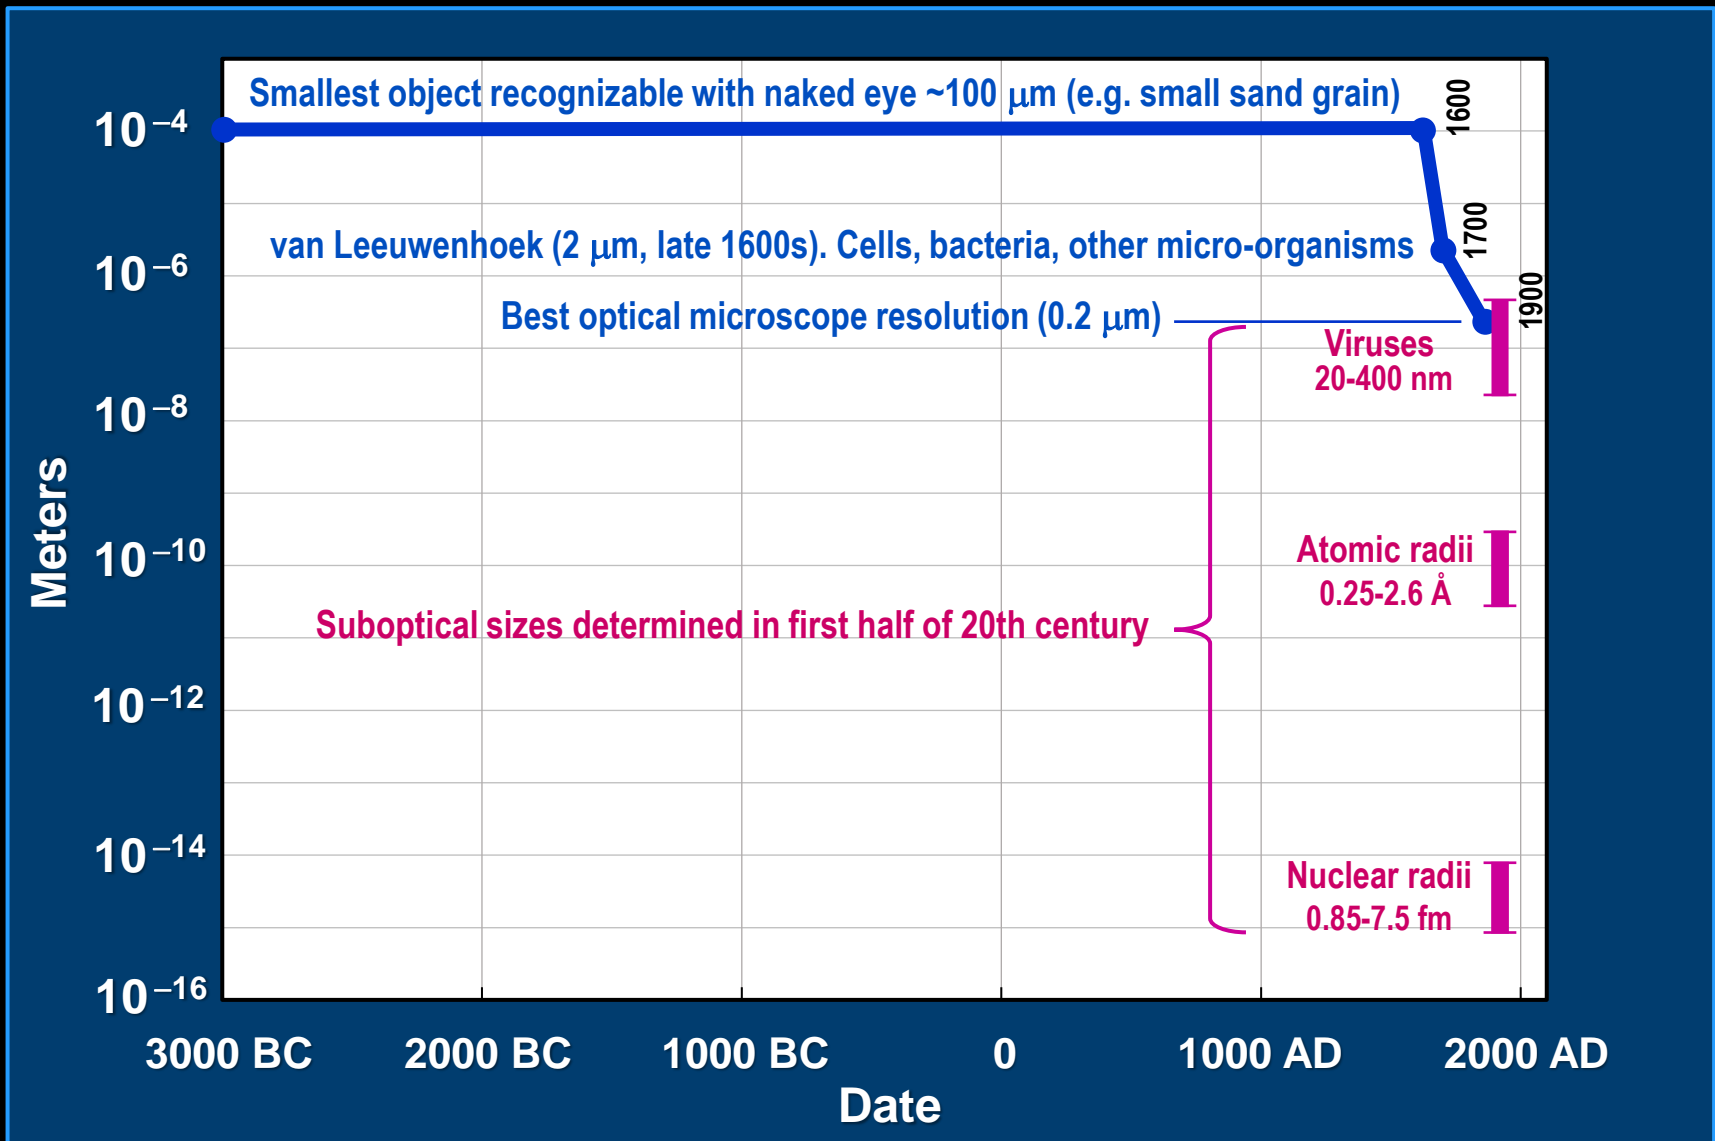 Smallest object recognizable with naked eye ~100 μm (e.g. small sand grain)
1600
10–4
van Leeuwenhoek (2 μm, late 1600s). Cells, bacteria, other micro-organisms
1700
10–6
Best optical microscope resolution (0.2 μm)
1900
Viruses
20-400 nm
10–8
Meters
10–10
Atomic radii
0.25-2.6 Å
Suboptical sizes determined in first half of 20th century
10–12
10–14
Nuclear radii
0.85-7.5 fm
10–16
3000 BC 2000 BC 1000 BC 0 1000 AD 2000 AD
Date